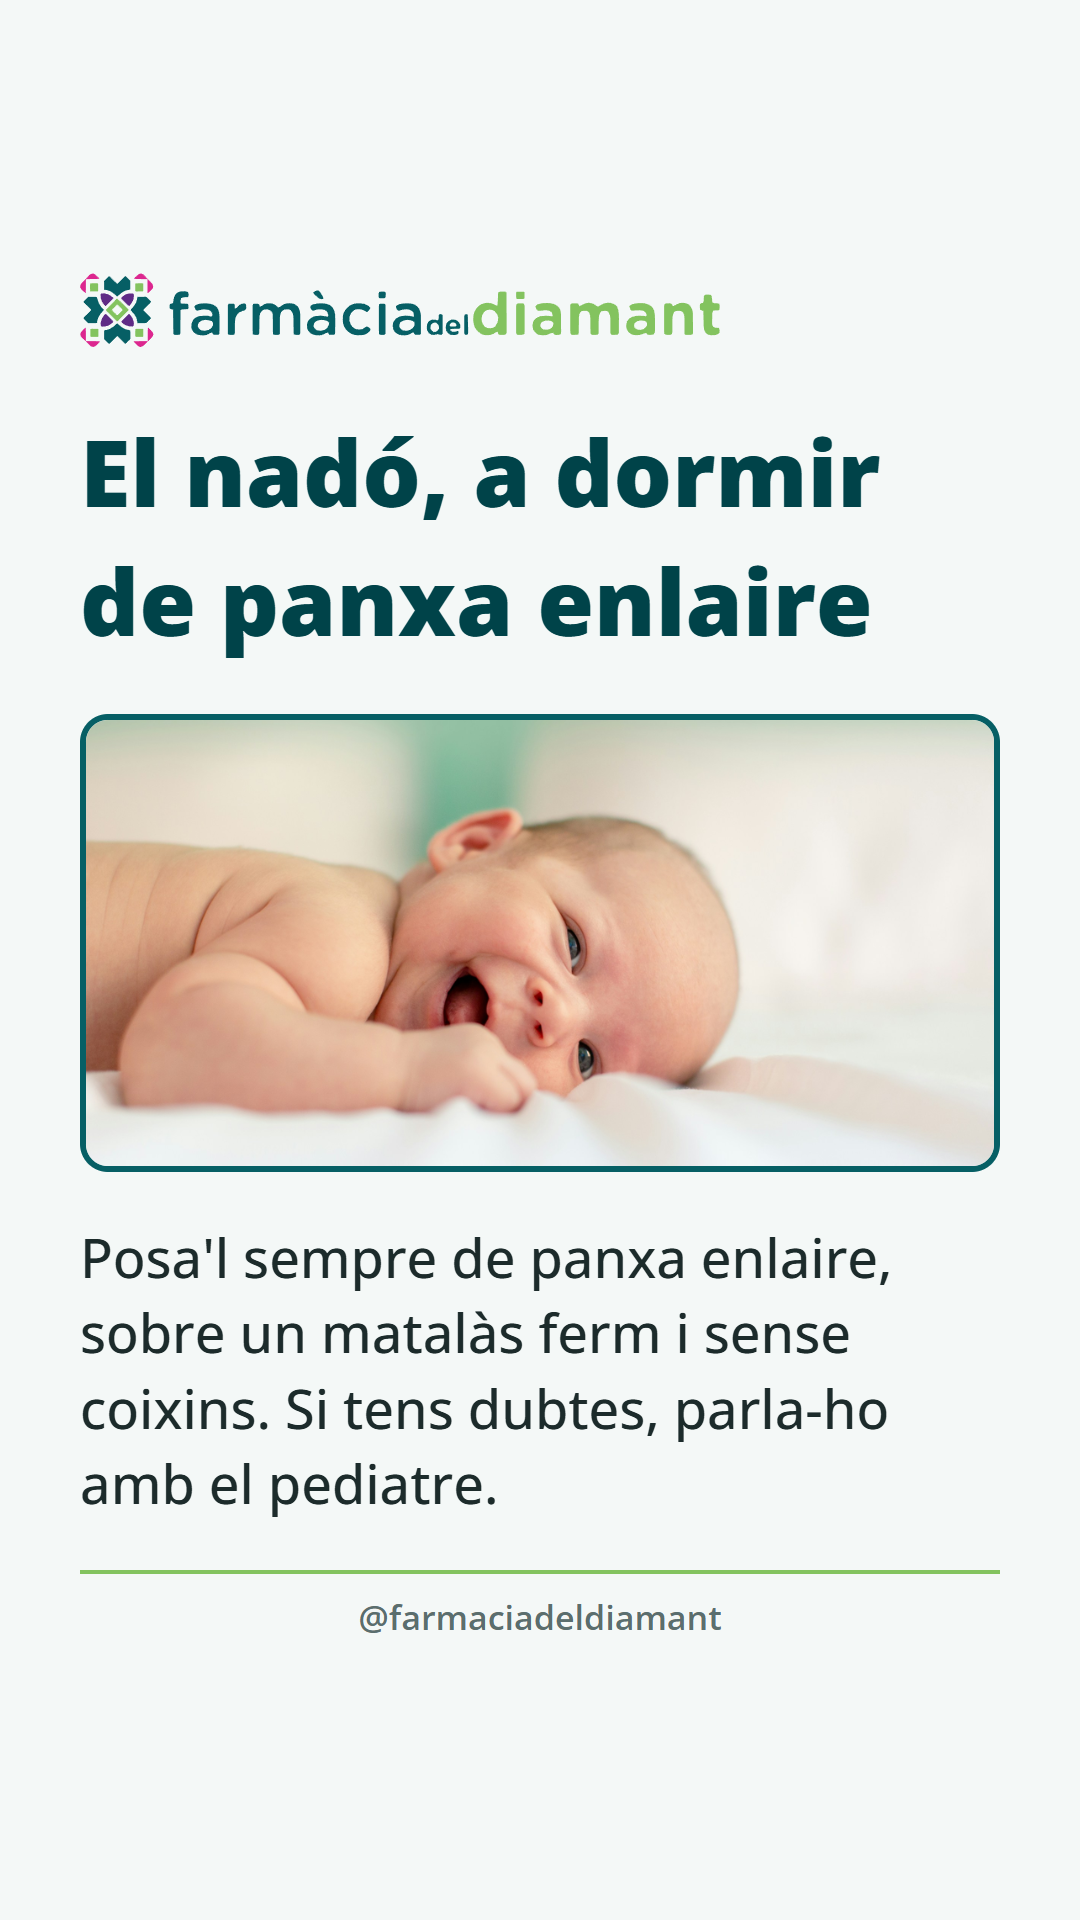 farmàciadeldiamant
El nadó, a dormir
de panxa enlaire
Posa'l sempre de panxa enlaire,
sobre un matalàs ferm i sense
coixins. Si tens dubtes, parla-ho
amb el pediatre.
@farmaciadeldiamant